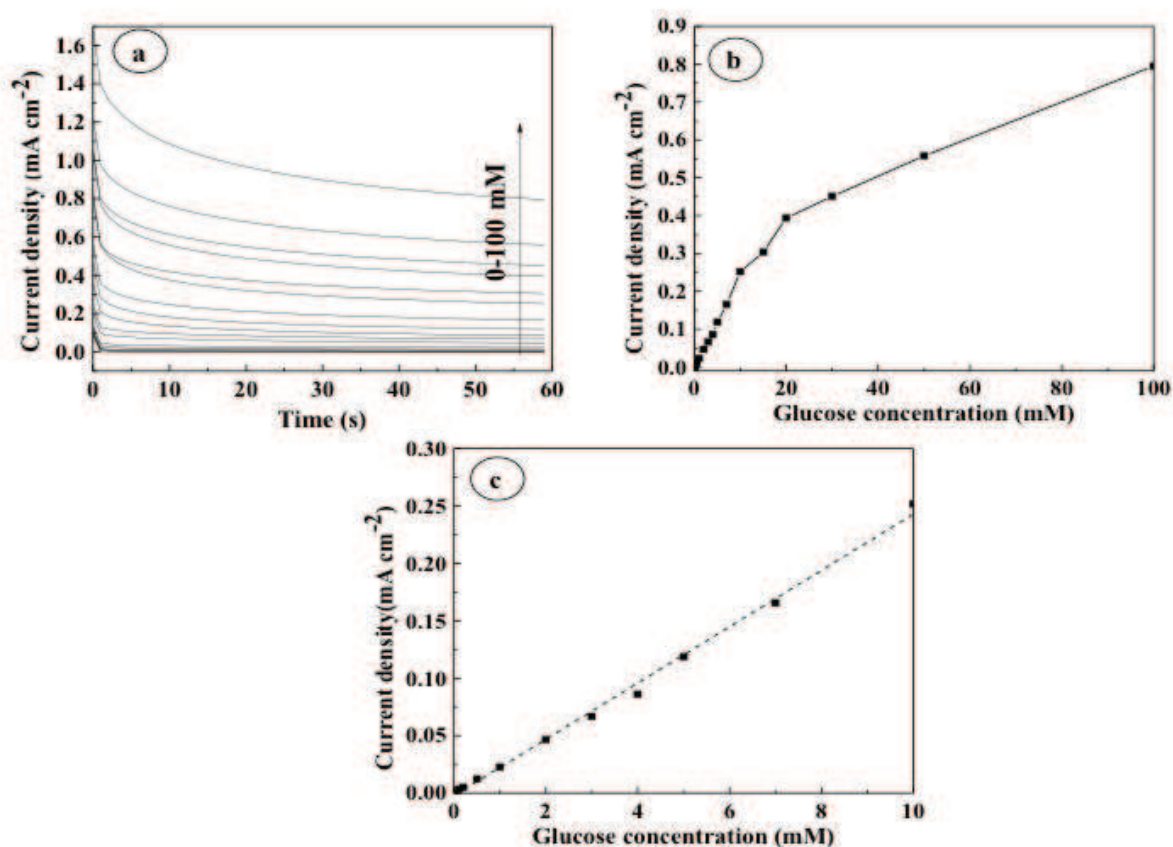 a
Current density (mA cm-2)
1.6
1.4
1.2
1.0
0.8
0.6
0.4
0.2
0.0
0-100 mM
0 10 20 30 40 50 60
Time (s)
b
Current density (mA cm-2)
0.9
0.8
0.7
0.6
0.5
0.4
0.3
0.2
0.1
0.0
0 20 40 60 80 100
Glucose concentration (mM)
c
Current density(mA cm-2)
0.30
0.25
0.20
0.15
0.10
0.05
0.00
0 2 4 6 8 10
Glucose concentration (mM)